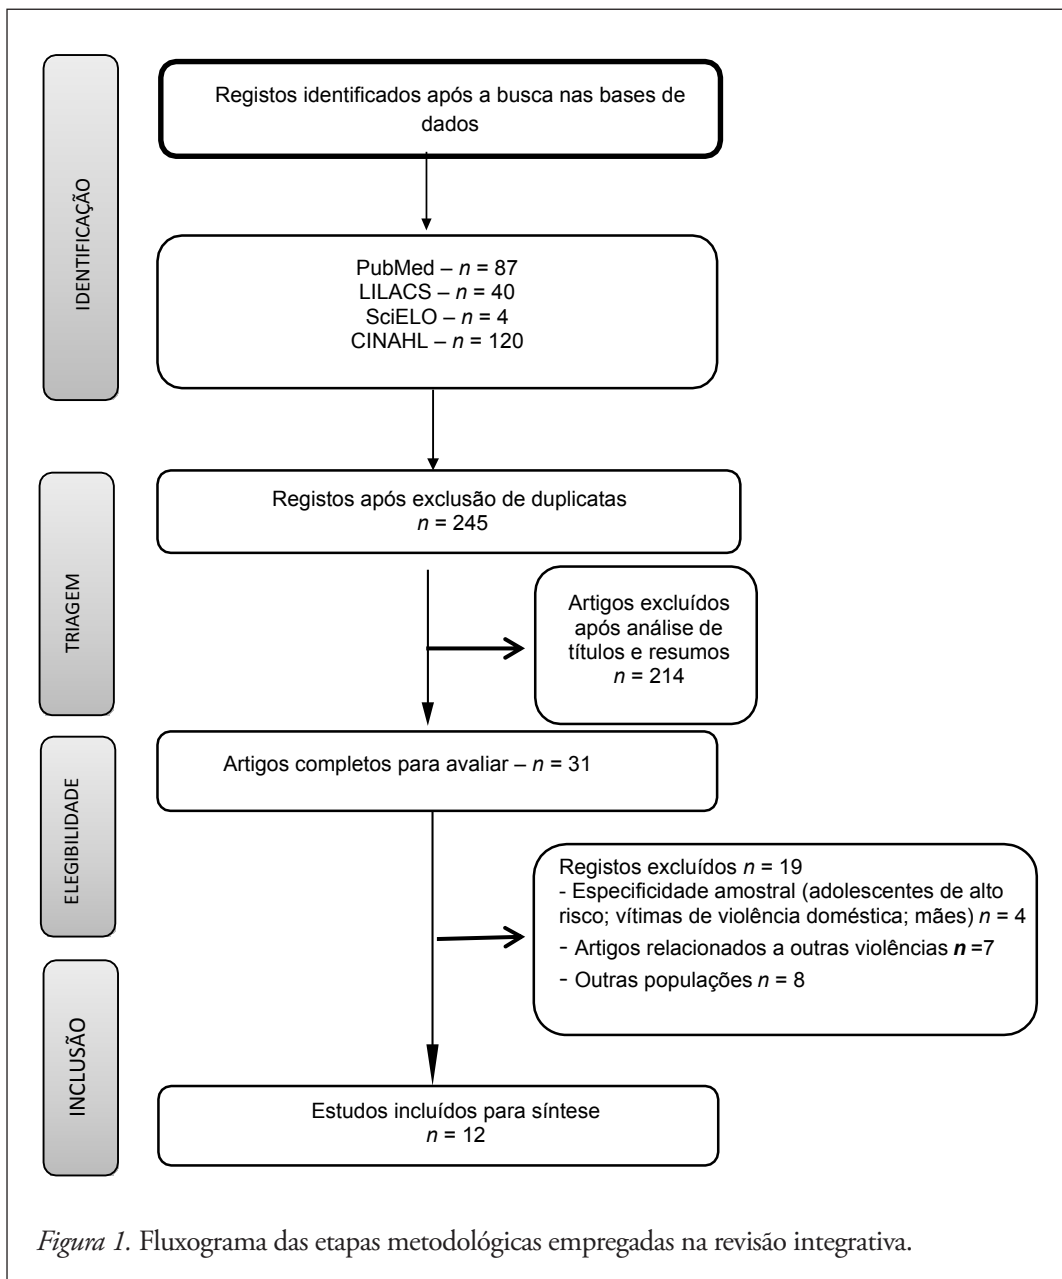 IDENTIFICAÇÃO
Registos identificados após a busca nas bases de
dados
PubMed – n = 87
LILACS – n = 40
SciELO – n = 4
CINAHL – n = 120
TRIAGEM
Registos após exclusão de duplicatas
n = 245
Artigos excluídos
após análise de
títulos e resumos
n = 214
ELEGIBILIDADE
Artigos completos para avaliar – n = 31
Registos excluídos n = 19
- Especificidade amostral (adolescentes de alto
risco; vítimas de violência doméstica; mães) n = 4
- Artigos relacionados a outras violências n =7
- Outras populações n = 8
INCLUSÃO
Estudos incluídos para síntese
n = 12
Figura 1. Fluxograma das etapas metodológicas empregadas na revisão integrativa.